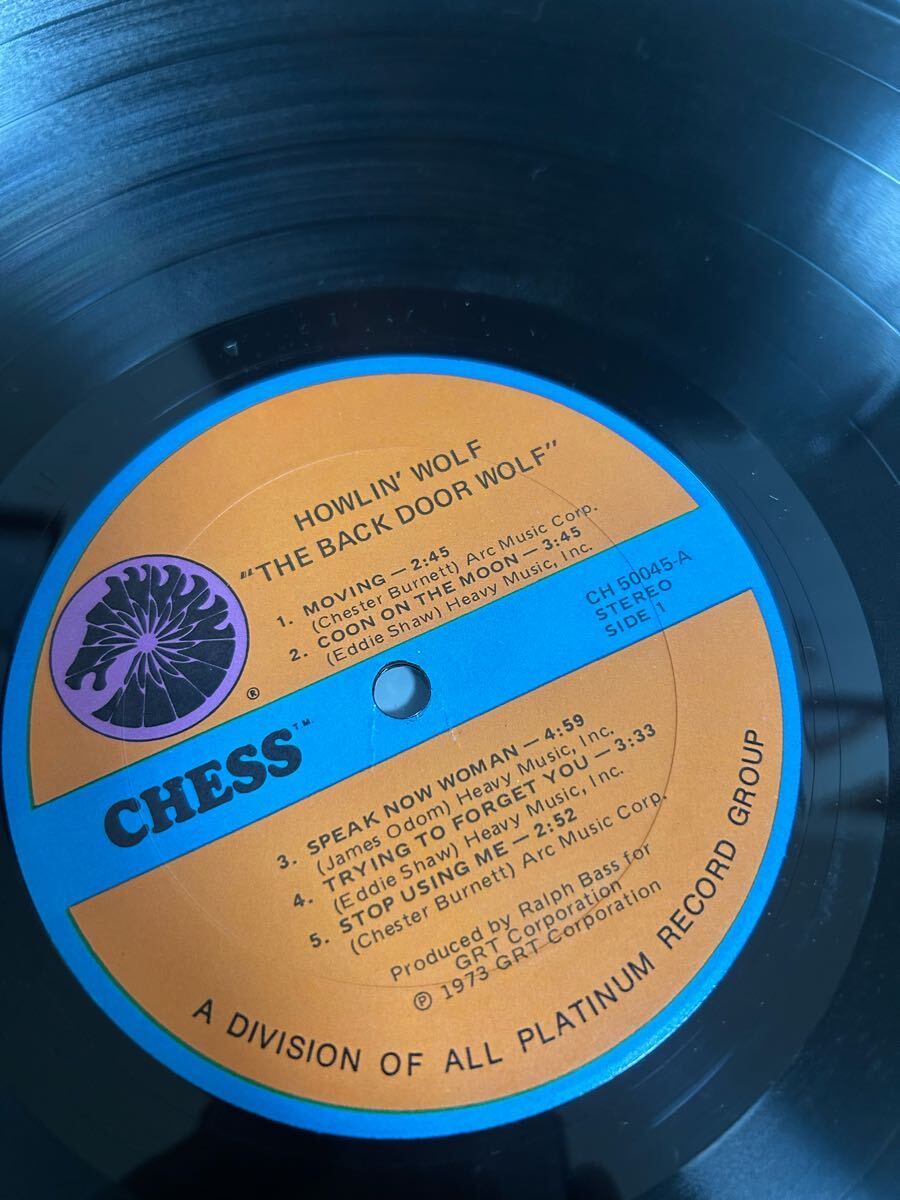 HOWLIN' WOLF
"THE BACK DOOR WOLF"
1. MOVING — 2:45
(Chester Burnett) Arc Music Corp.
2. COON ON THE MOON — 3:45
(Eddie Shaw) Heavy Music, Inc.
CH 50045-A
STEREO
SIDE 1
®
CHESS T.M.
3. SPEAK NOW WOMAN — 4:59
(James Odom) Heavy Music, Inc.
4. TRYING TO FORGET YOU — 3:33
(Eddie Shaw) Heavy Music, Inc.
5. STOP USING ME — 2:52
(Chester Burnett) Arc Music Corp.
Produced by Ralph Bass for
GRT Corporation
℗ 1973 GRT Corporation
A DIVISION OF ALL PLATINUM RECORD GROUP